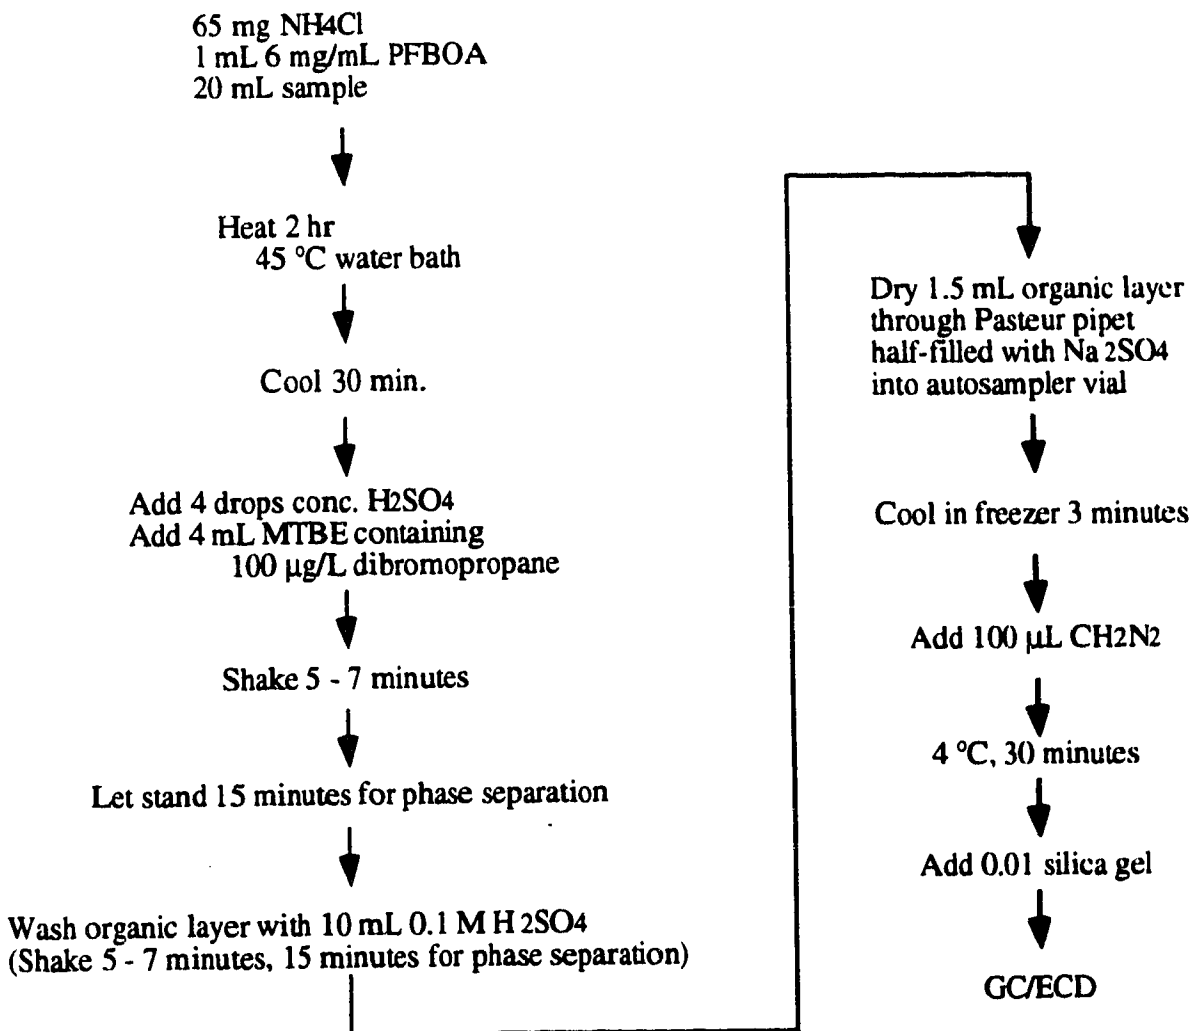 65 mg NH4Cl
1 mL 6 mg/mL PFBOA
20 mL sample
Heat 2 hr
45 °C water bath
Cool 30 min.
Add 4 drops conc. H2SO4
Add 4 mL MTBE containing
100 µg/L dibromopropane
Shake 5 - 7 minutes
Let stand 15 minutes for phase separation
Wash organic layer with 10 mL 0.1 M H2SO4
(Shake 5 - 7 minutes, 15 minutes for phase separation)
Dry 1.5 mL organic layer
through Pasteur pipet
half-filled with Na2SO4
into autosampler vial
Cool in freezer 3 minutes
Add 100 µL CH2N2
4 °C, 30 minutes
Add 0.01 silica gel
GC/ECD